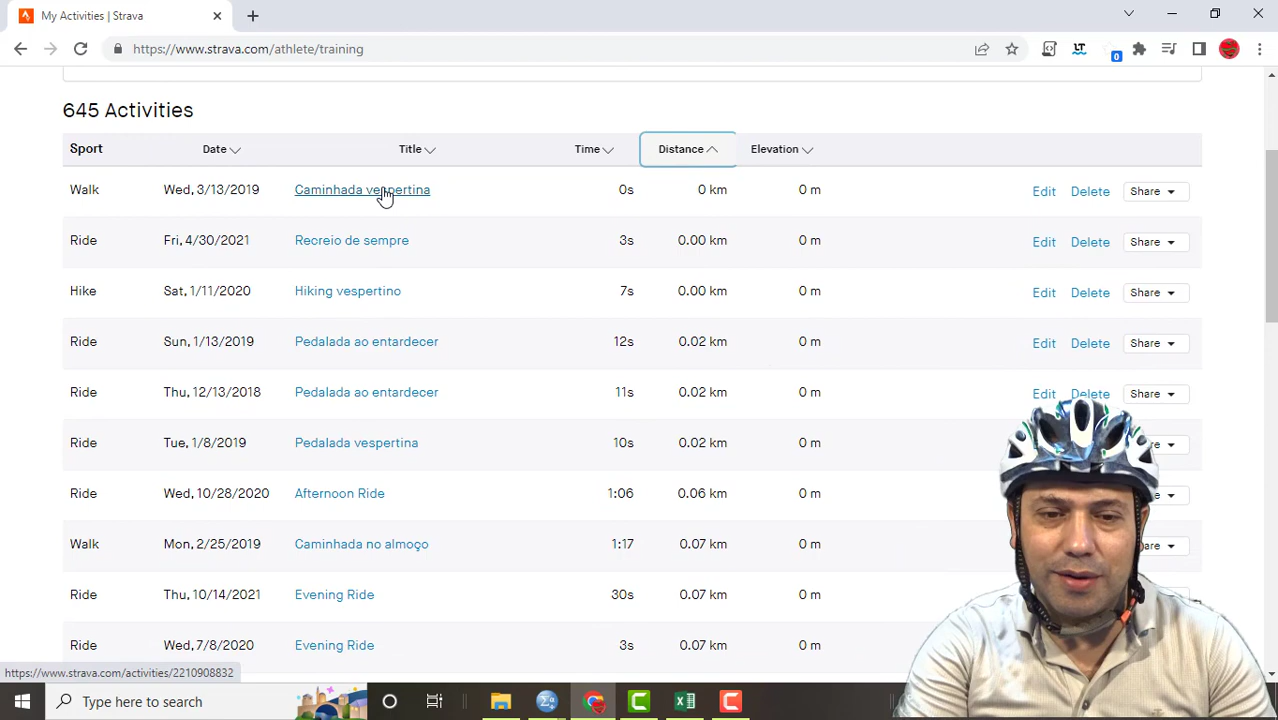 My Activities | Strava
https://www.strava.com/athlete/training
LT
0
645 Activities
Sport Date Title Time Distance Elevation
Walk Wed, 3/13/2019 Caminhada vespertina 0s 0 km 0 m Edit Delete Share
Ride Fri, 4/30/2021 Recreio de sempre 3s 0.00 km 0 m Edit Delete Share
Hike Sat, 1/11/2020 Hiking vespertino 7s 0.00 km 0 m Edit Delete Share
Ride Sun, 1/13/2019 Pedalada ao entardecer 12s 0.02 km 0 m Edit Delete Share
Ride Thu, 12/13/2018 Pedalada ao entardecer 11s 0.02 km 0 m Edit Delete Share
Ride Tue, 1/8/2019 Pedalada vespertina 10s 0.02 km 0 m
Ride Wed, 10/28/2020 Afternoon Ride 1:06 0.06 km 0 m
Walk Mon, 2/25/2019 Caminhada no almoço 1:17 0.07 km 0 m
Ride Thu, 10/14/2021 Evening Ride 30s 0.07 km 0 m
Ride Wed, 7/8/2020 Evening Ride 3s 0.07 km 0 m
https://www.strava.com/activities/2210908832
Type here to search